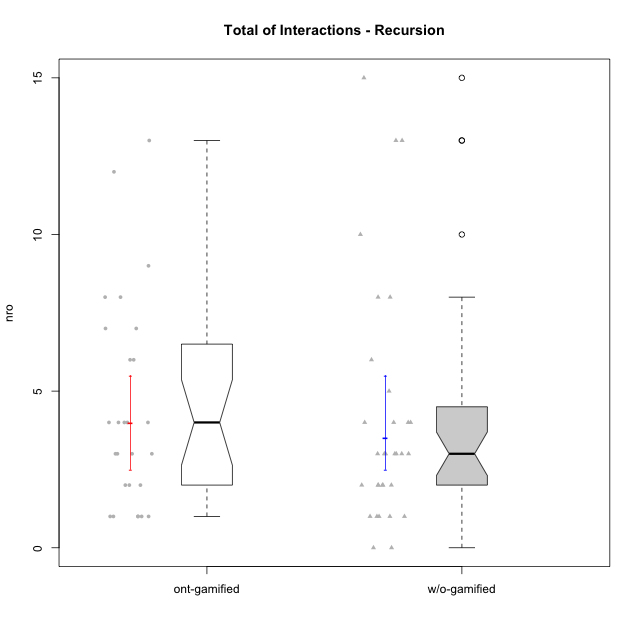 Total of Interactions - Recursion
15
10
5
0
nro
ont-gamified
w/o-gamified